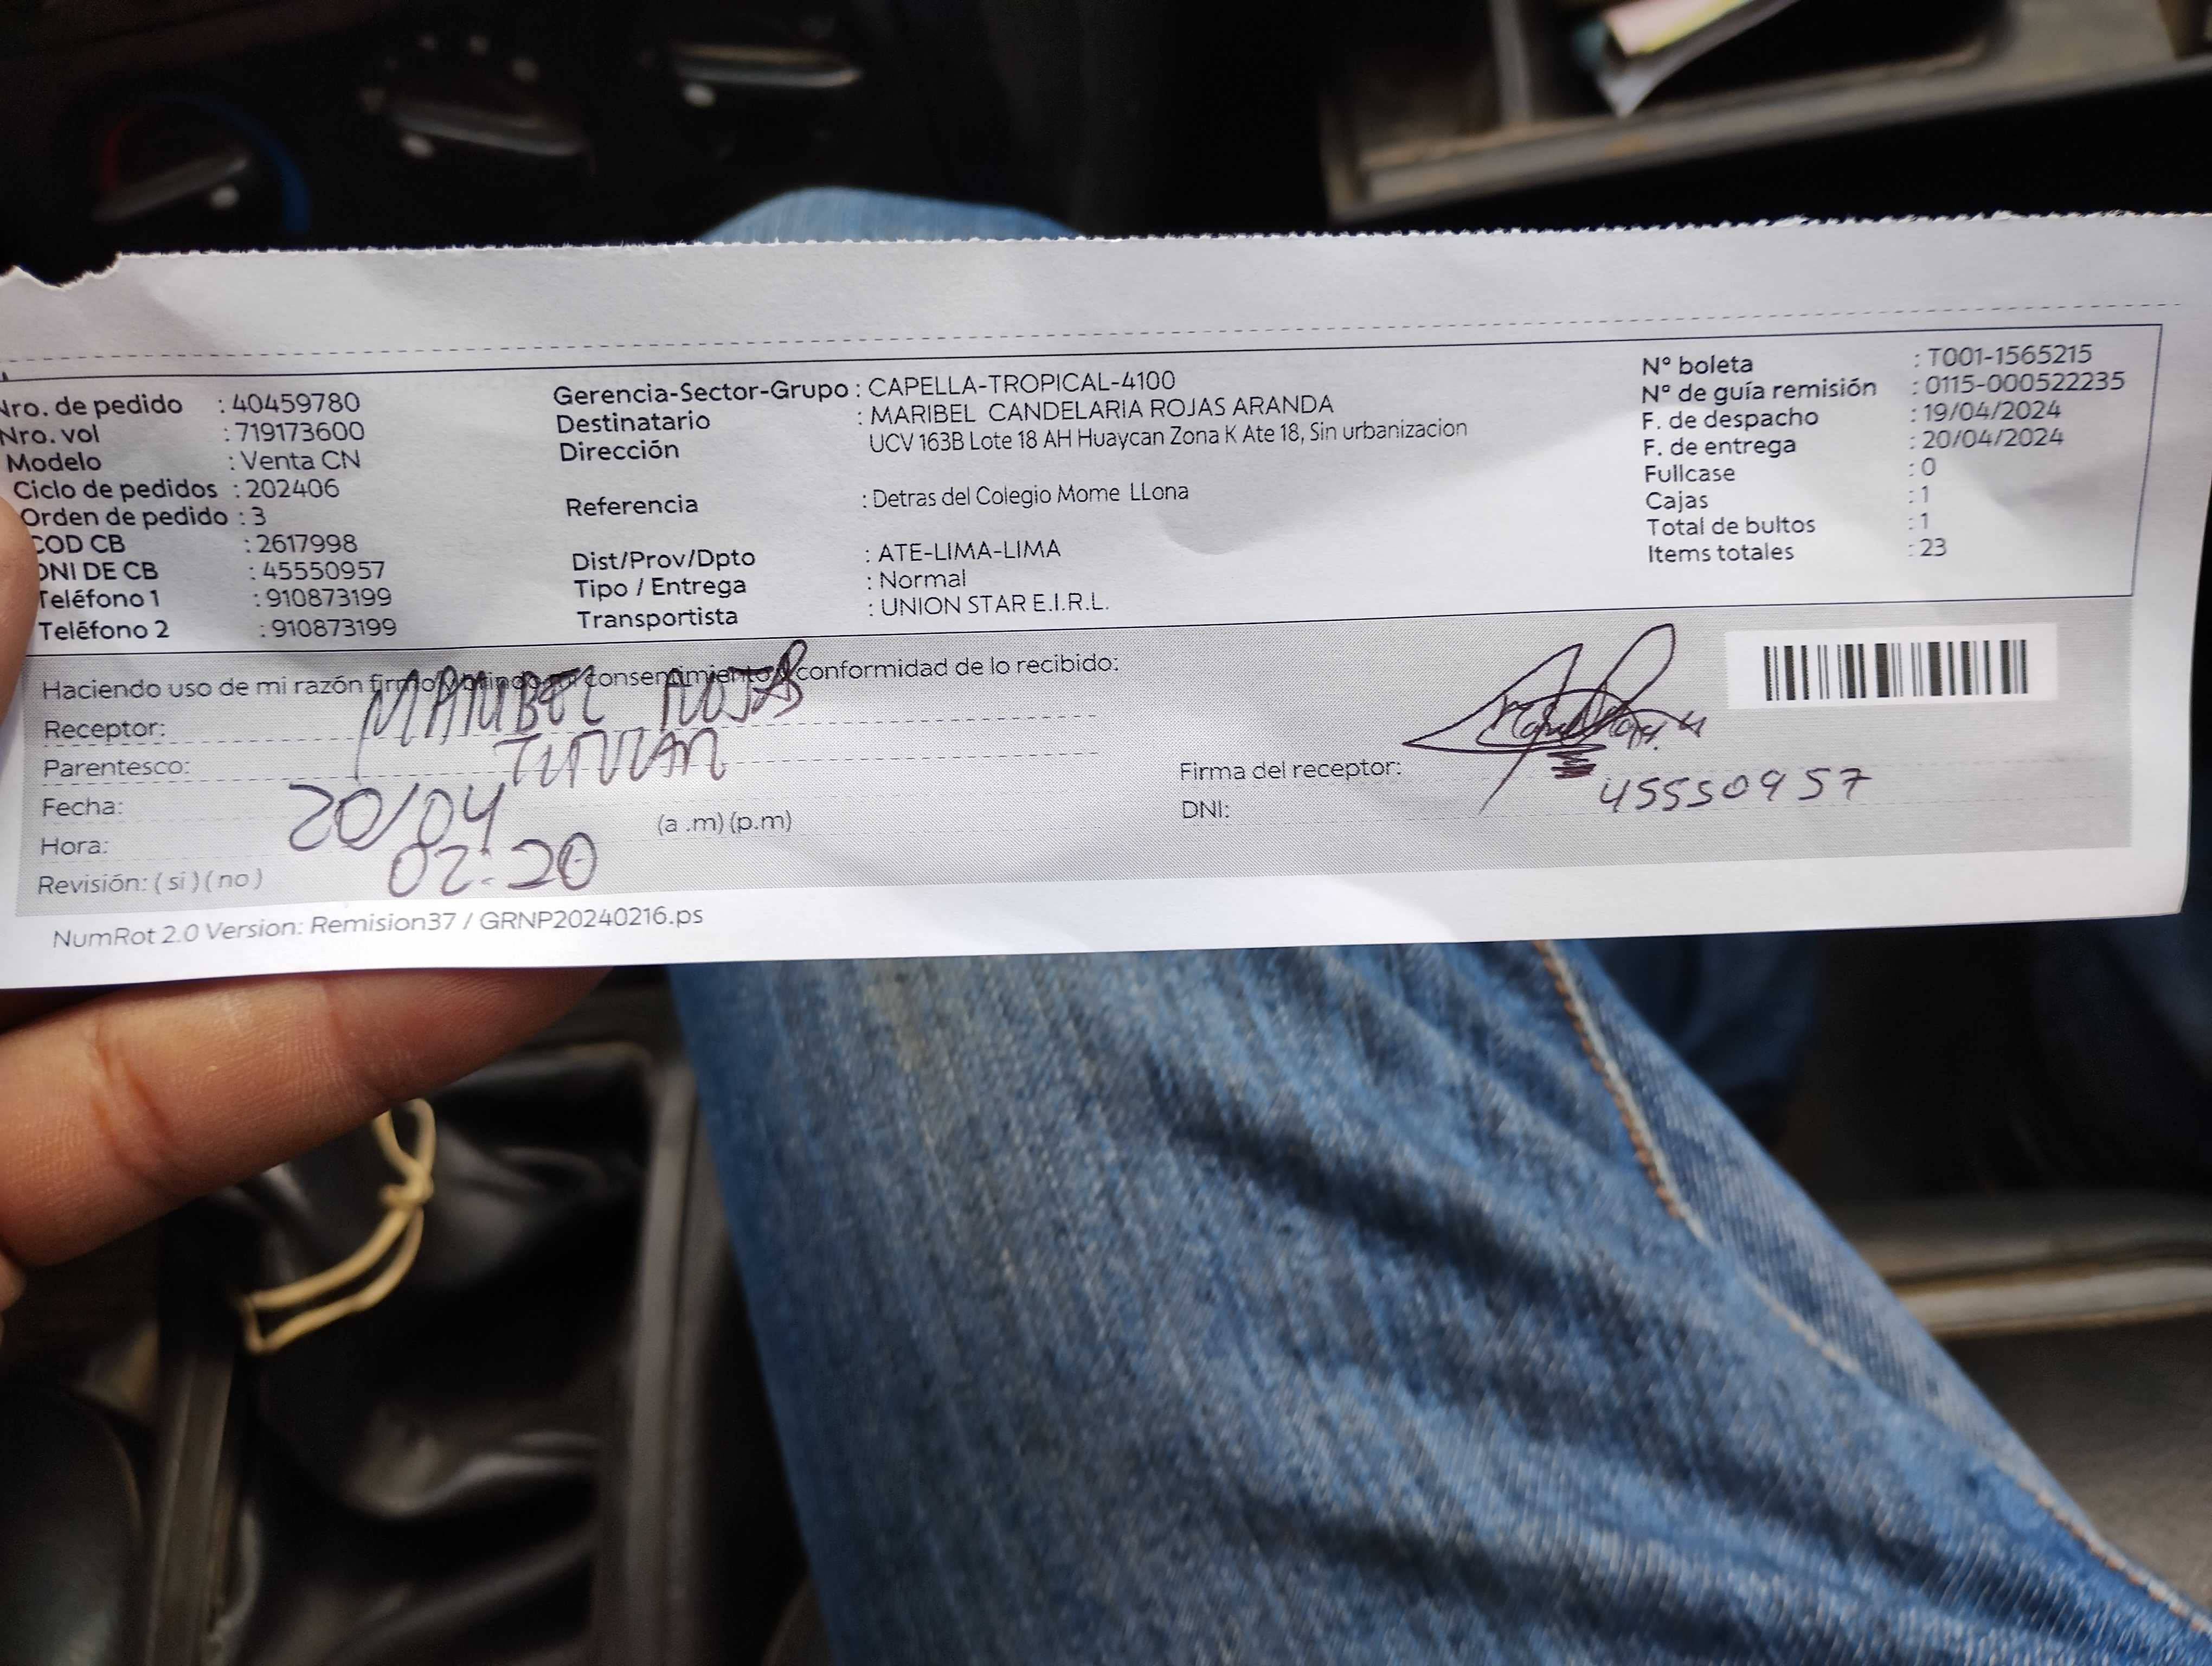 Nro. de pedido : 40459780
Nro. vol : 719173600
Modelo : Venta CN
Ciclo de pedidos : 202406
Orden de pedido : 3
COD CB : 2617998
DNI DE CB : 45550957
Teléfono 1 : 910873199
Teléfono 2 : 910873199
Gerencia-Sector-Grupo : CAPELLA-TROPICAL-4100
Destinatario : MARIBEL CANDELARIA ROJAS ARANDA
Dirección UCV 163B Lote 18 AH Huaycan Zona K Ate 18, Sin urbanizacion
Referencia : Detras del Colegio Mome LLona
Dist/Prov/Dpto : ATE-LIMA-LIMA
Tipo / Entrega : Normal
Transportista : UNION STAR E.I.R.L.
N° boleta : T001-1565215
N° de guía remisión : 0115-000522235
F. de despacho : 19/04/2024
F. de entrega : 20/04/2024
Fullcase : 0
Cajas : 1
Total de bultos : 1
Items totales : 23
Haciendo uso de mi razón firmo y brindo mi consentimiento y conformidad de lo recibido:
Receptor: MARIBEL ROJAS
Parentesco:
Fecha: 20/04
Hora: 02:20 (a .m) (p.m)
Revisión: ( si ) ( no )
Firma del receptor:
DNI: 45550957
NumRot 2.0 Version: Remision37 / GRNP20240216.ps